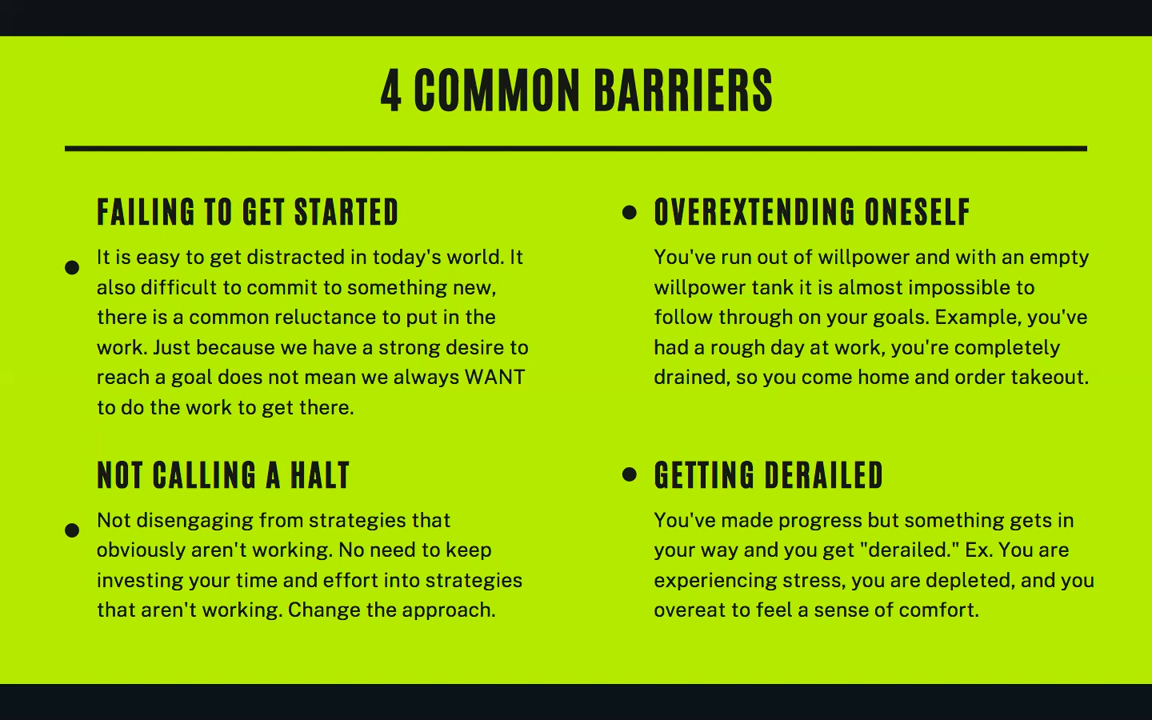 4 COMMON BARRIERS
FAILING TO GET STARTED
It is easy to get distracted in today's world. It
also difficult to commit to something new,
there is a common reluctance to put in the
work. Just because we have a strong desire to
reach a goal does not mean we always WANT
to do the work to get there.
OVEREXTENDING ONESELF
You've run out of willpower and with an empty
willpower tank it is almost impossible to
follow through on your goals. Example, you've
had a rough day at work, you're completely
drained, so you come home and order takeout.
NOT CALLING A HALT
Not disengaging from strategies that
obviously aren't working. No need to keep
investing your time and effort into strategies
that aren't working. Change the approach.
GETTING DERAILED
You've made progress but something gets in
your way and you get "derailed." Ex. You are
experiencing stress, you are depleted, and you
overeat to feel a sense of comfort.